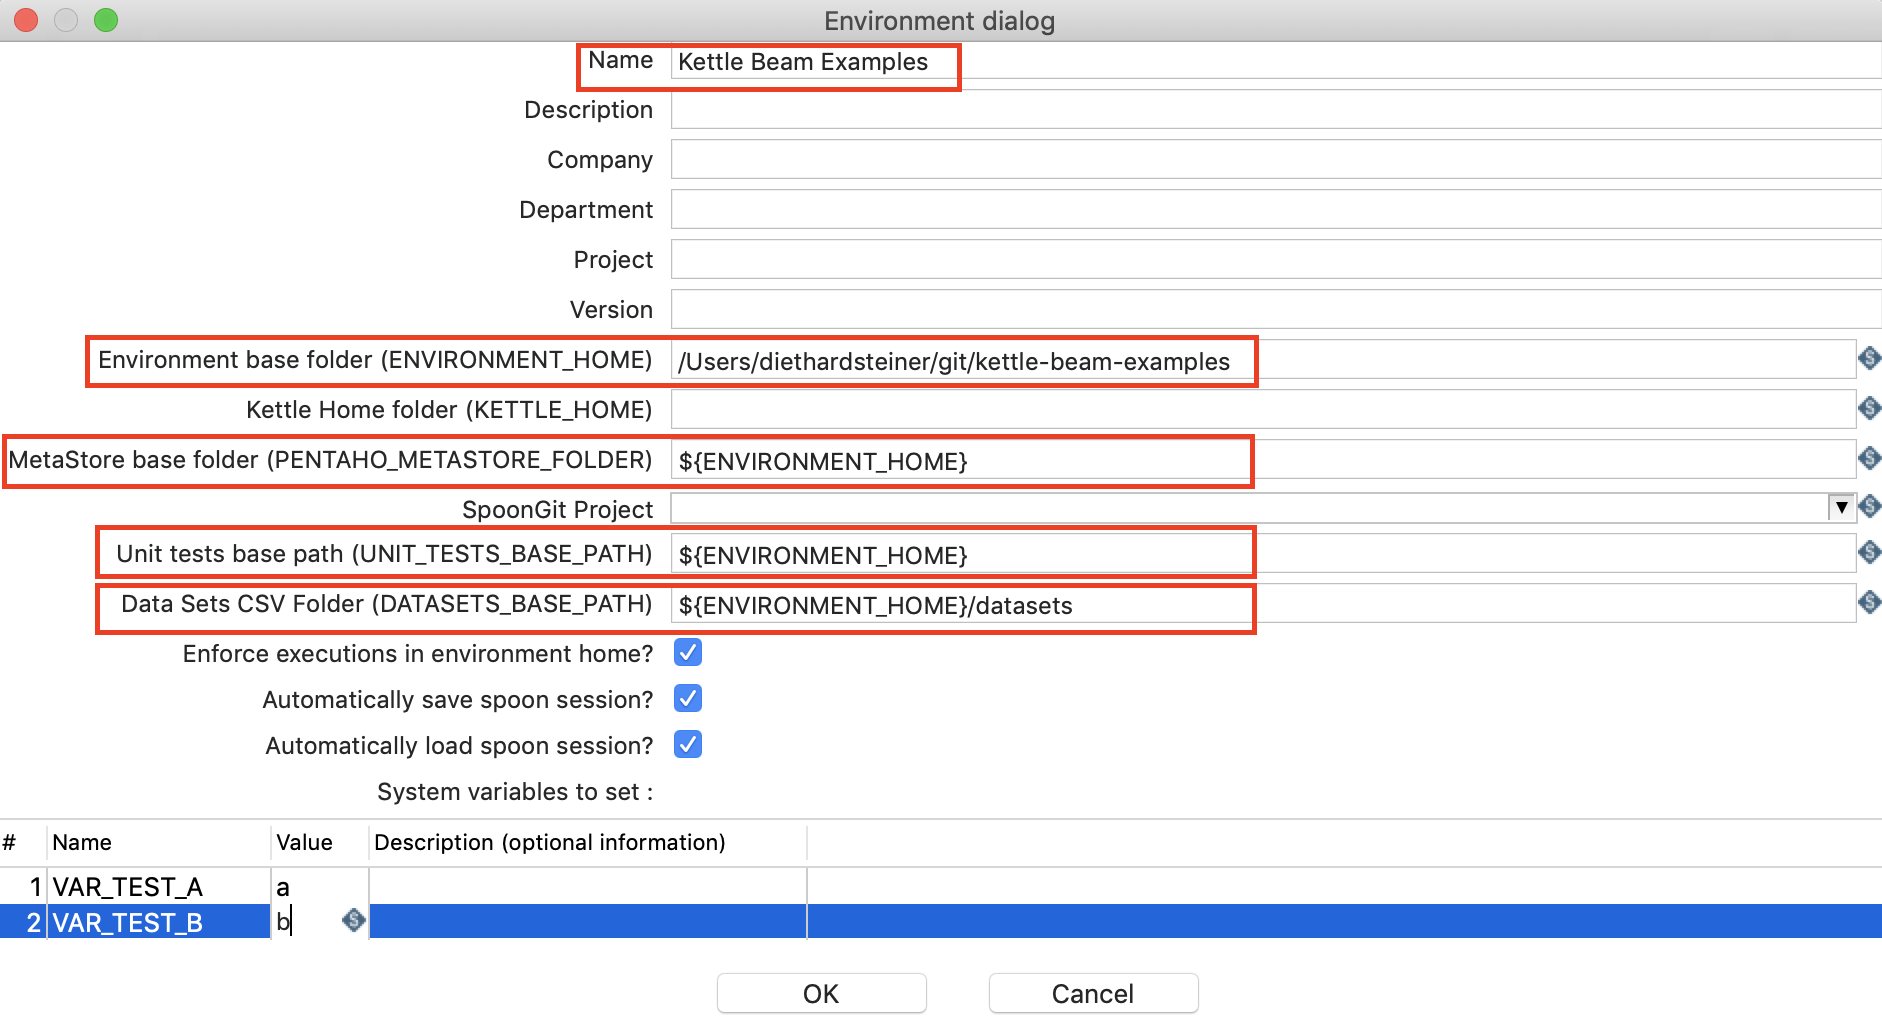 Environment dialog
Name Kettle Beam Examples
Description
Company
Department
Project
Version
Environment base folder (ENVIRONMENT_HOME) /Users/diethardsteiner/git/kettle-beam-examples
Kettle Home folder (KETTLE_HOME)
MetaStore base folder (PENTAHO_METASTORE_FOLDER) ${ENVIRONMENT_HOME}
SpoonGit Project
Unit tests base path (UNIT_TESTS_BASE_PATH) ${ENVIRONMENT_HOME}
Data Sets CSV Folder (DATASETS_BASE_PATH) ${ENVIRONMENT_HOME}/datasets
Enforce executions in environment home?
Automatically save spoon session?
Automatically load spoon session?
System variables to set :
# Name Value Description (optional information)
1 VAR_TEST_A a
2 VAR_TEST_B b
OK Cancel